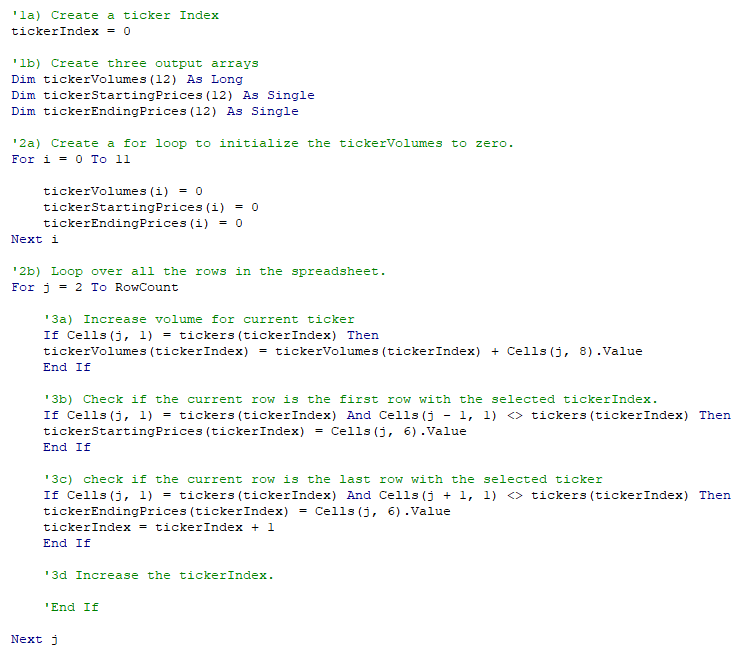 '1a) Create a ticker Index
tickerIndex = 0
'1b) Create three output arrays
Dim tickerVolumes(12) As Long
Dim tickerStartingPrices(12) As Single
Dim tickerEndingPrices(12) As Single
'2a) Create a for loop to initialize the tickerVolumes to zero.
For i = 0 To 11
tickerVolumes(i) = 0
tickerStartingPrices(i) = 0
tickerEndingPrices(i) = 0
Next i
'2b) Loop over all the rows in the spreadsheet.
For j = 2 To RowCount
'3a) Increase volume for current ticker
If Cells(j, 1) = tickers(tickerIndex) Then
tickerVolumes(tickerIndex) = tickerVolumes(tickerIndex) + Cells(j, 8).Value
End If
'3b) Check if the current row is the first row with the selected tickerIndex.
If Cells(j, 1) = tickers(tickerIndex) And Cells(j - 1, 1) <> tickers(tickerIndex) Then
tickerStartingPrices(tickerIndex) = Cells(j, 6).Value
End If
'3c) check if the current row is the last row with the selected ticker
If Cells(j, 1) = tickers(tickerIndex) And Cells(j + 1, 1) <> tickers(tickerIndex) Then
tickerEndingPrices(tickerIndex) = Cells(j, 6).Value
tickerIndex = tickerIndex + 1
End If
'3d Increase the tickerIndex.
'End If
Next j